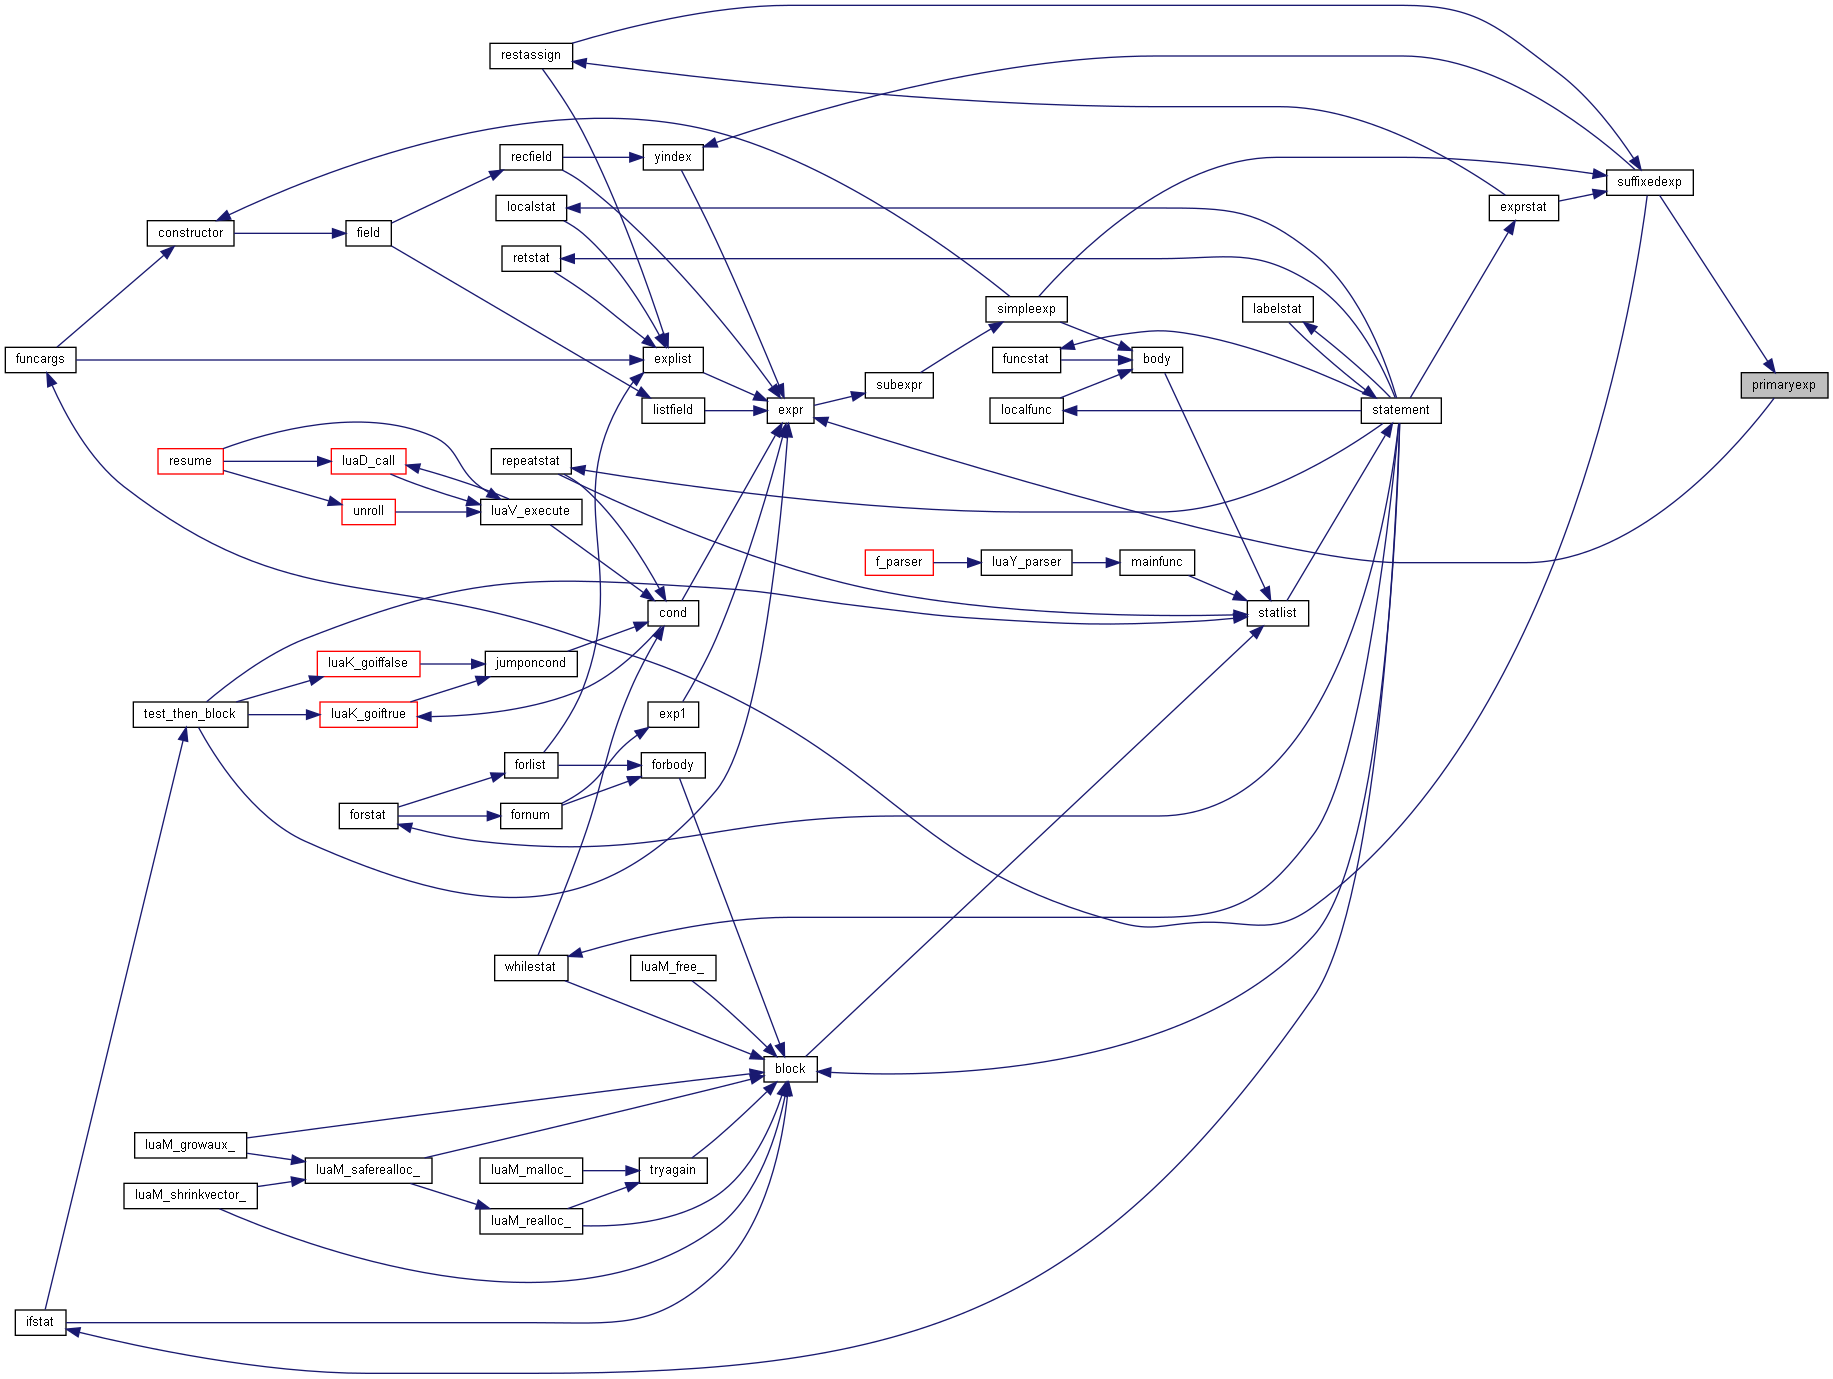 restassign
recfield
yindex
suffixedexp
localstat
exprstat
constructor
field
retstat
simpleexp
labelstat
funcargs
explist
funcstat
body
subexpr
primaryexp
listfield
expr
localfunc
statement
resume
luaD_call
repeatstat
unroll
luaV_execute
f_parser
luaY_parser
mainfunc
cond
statlist
luaK_goiffalse
jumponcond
test_then_block
luaK_goiftrue
exp1
forlist
forbody
forstat
fornum
whilestat
luaM_free_
block
luaM_growaux_
luaM_saferealloc_
luaM_malloc_
tryagain
luaM_shrinkvector_
luaM_realloc_
ifstat